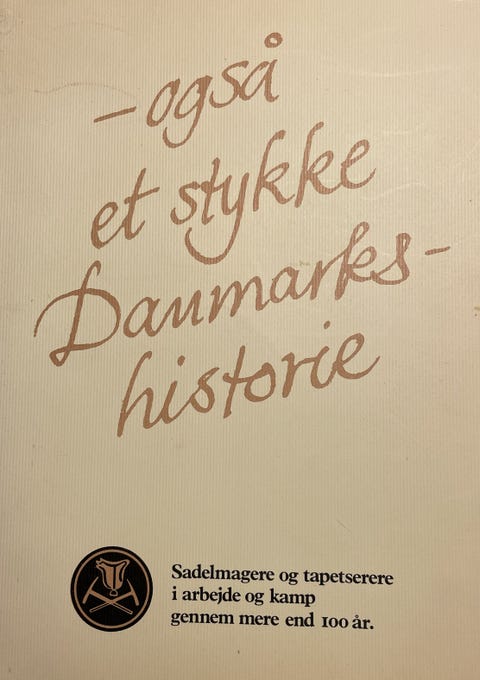 – også
et stykke
Danmarks-
historie
Sadelmagere og tapetserere
i arbejde og kamp
gennem mere end 100 år.